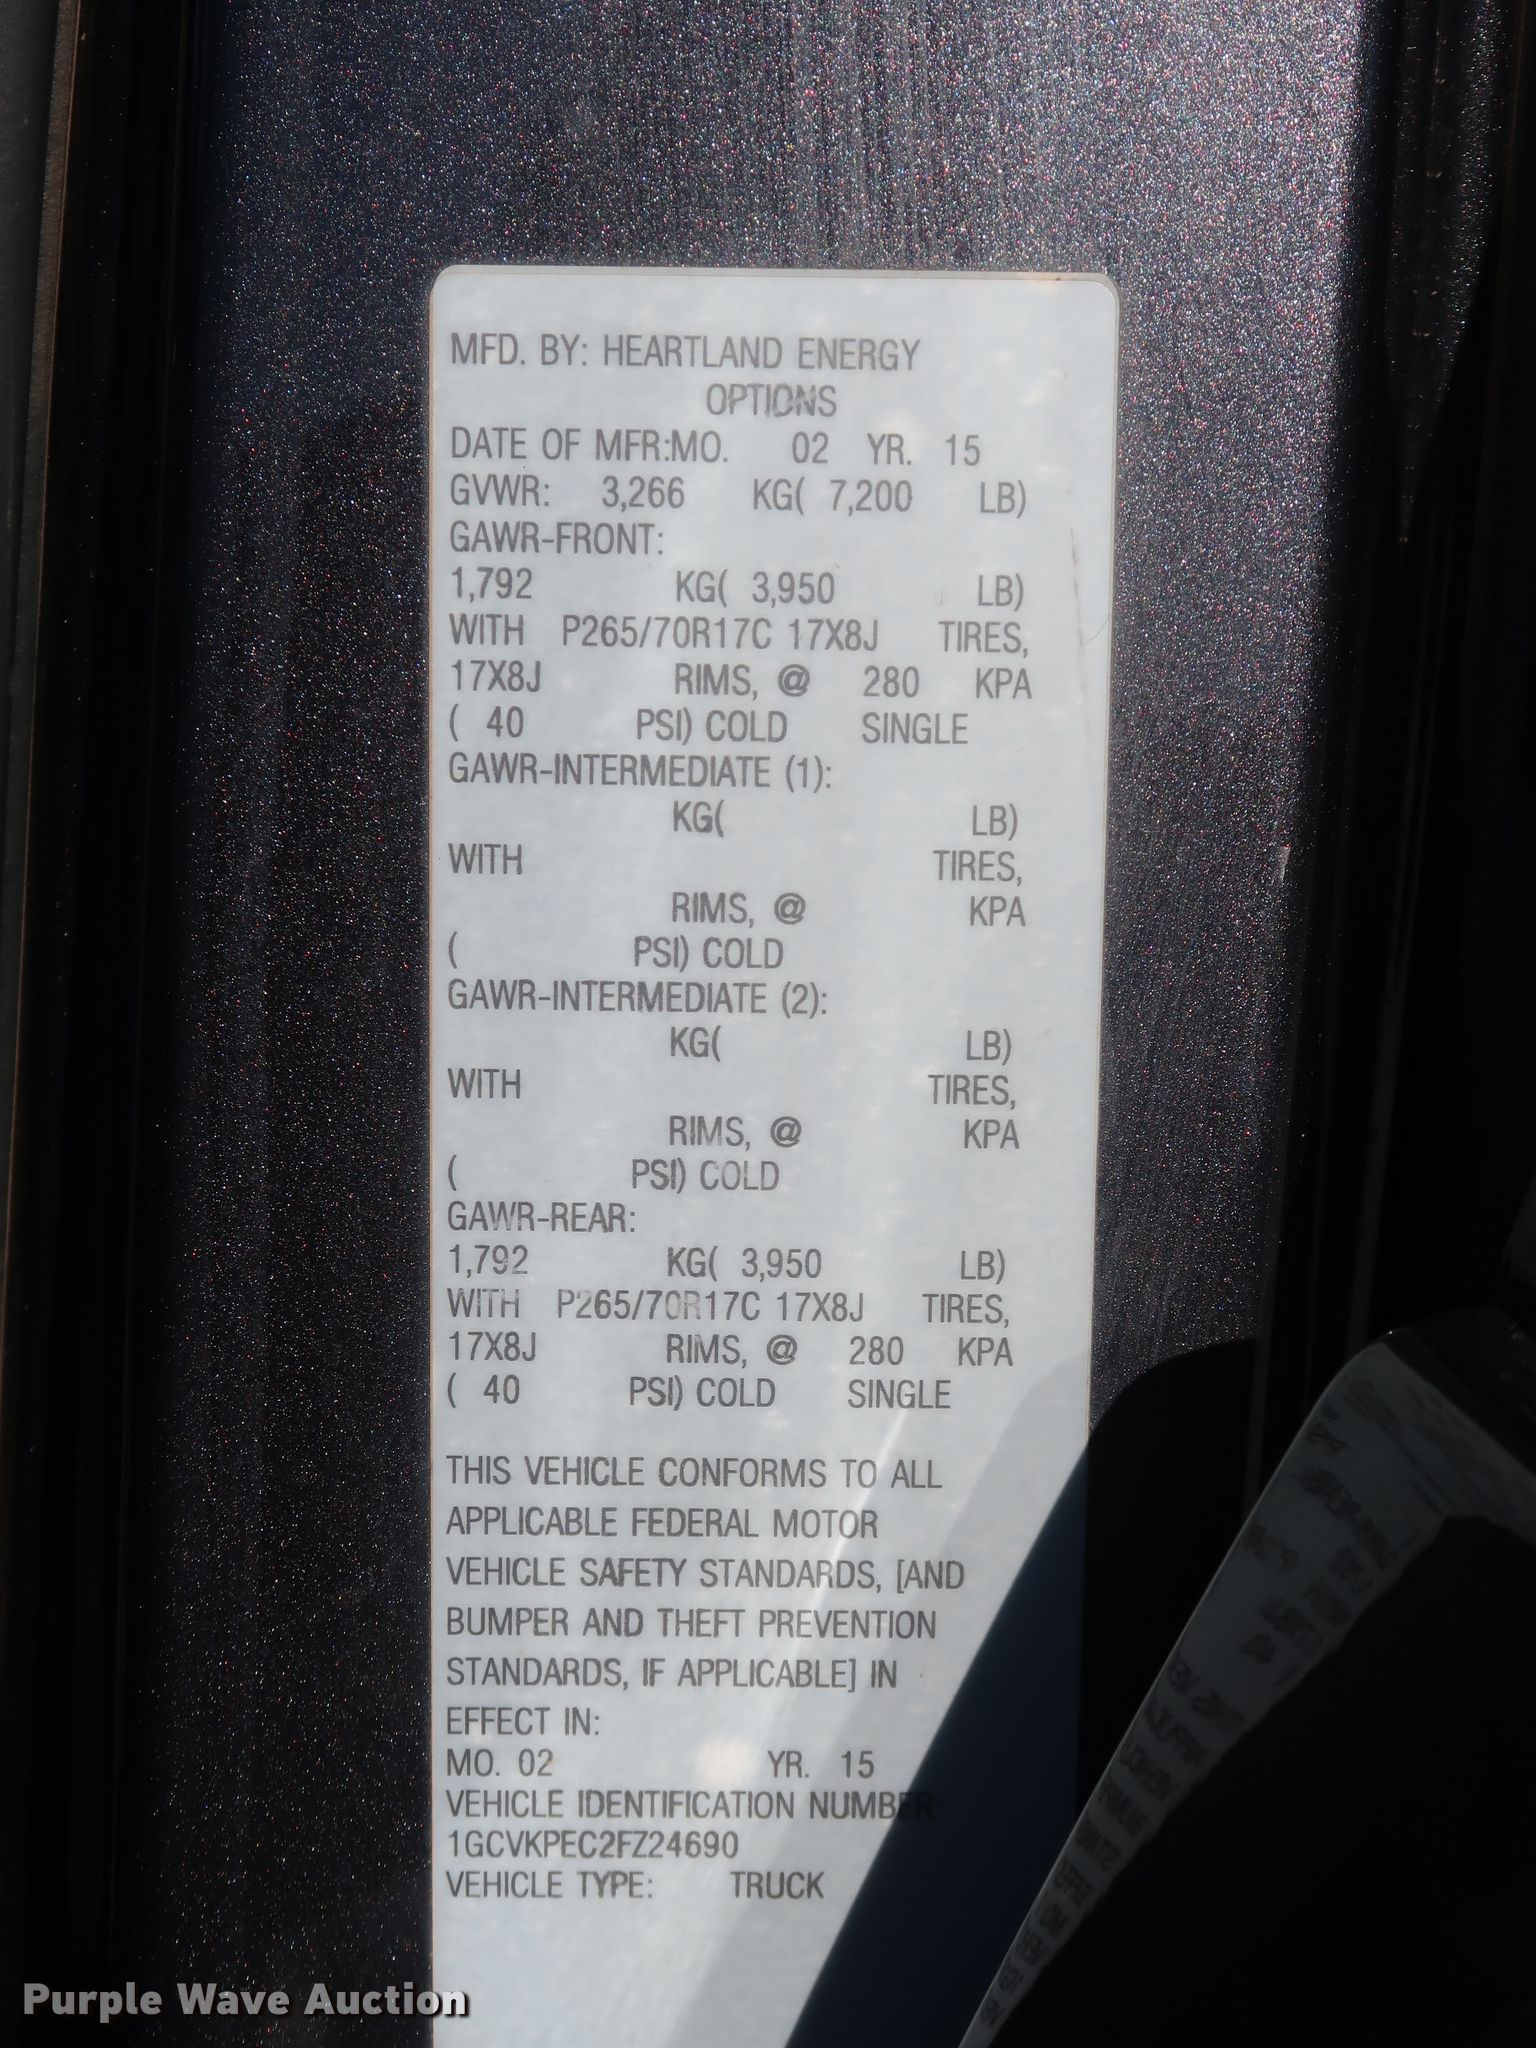 MFD. BY: HEARTLAND ENERGY
OPTIONS
DATE OF MFR:MO. 02 YR. 15
GVWR: 3,266 KG( 7,200 LB)
GAWR-FRONT:
1,792 KG( 3,950 LB)
WITH P265/70R17C 17X8J TIRES,
17X8J RIMS, @ 280 KPA
( 40 PSI) COLD SINGLE
GAWR-INTERMEDIATE (1):
KG( LB)
WITH TIRES,
RIMS, @ KPA
( PSI) COLD
GAWR-INTERMEDIATE (2):
KG( LB)
WITH TIRES,
RIMS, @ KPA
( PSI) COLD
GAWR-REAR:
1,792 KG( 3,950 LB)
WITH P265/70R17C 17X8J TIRES,
17X8J RIMS, @ 280 KPA
( 40 PSI) COLD SINGLE
THIS VEHICLE CONFORMS TO ALL
APPLICABLE FEDERAL MOTOR
VEHICLE SAFETY STANDARDS, [AND
BUMPER AND THEFT PREVENTION
STANDARDS, IF APPLICABLE] IN
EFFECT IN:
MO. 02 YR. 15
VEHICLE IDENTIFICATION NUMBER:
1GCVKPEC2FZ24690
VEHICLE TYPE: TRUCK
Purple Wave Auction